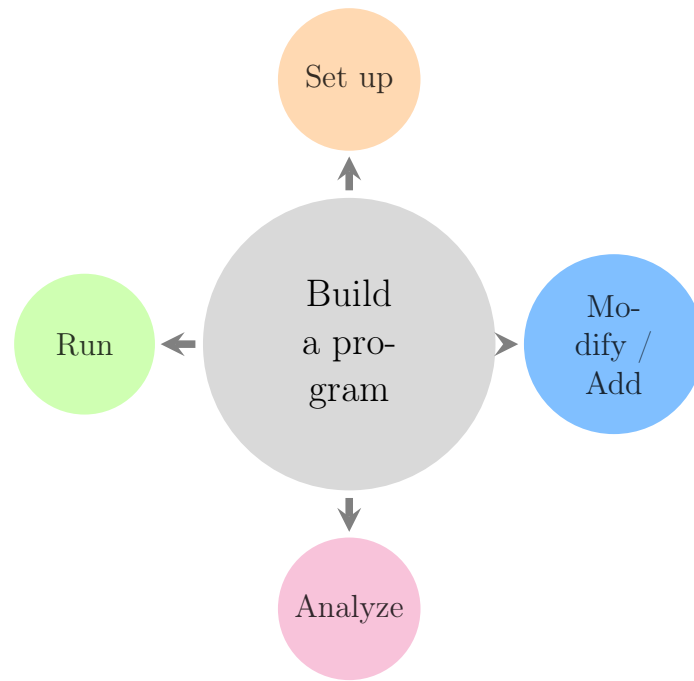 Set up
Build
a pro-
gram
Run
Mo-
dify /
Add
Analyze